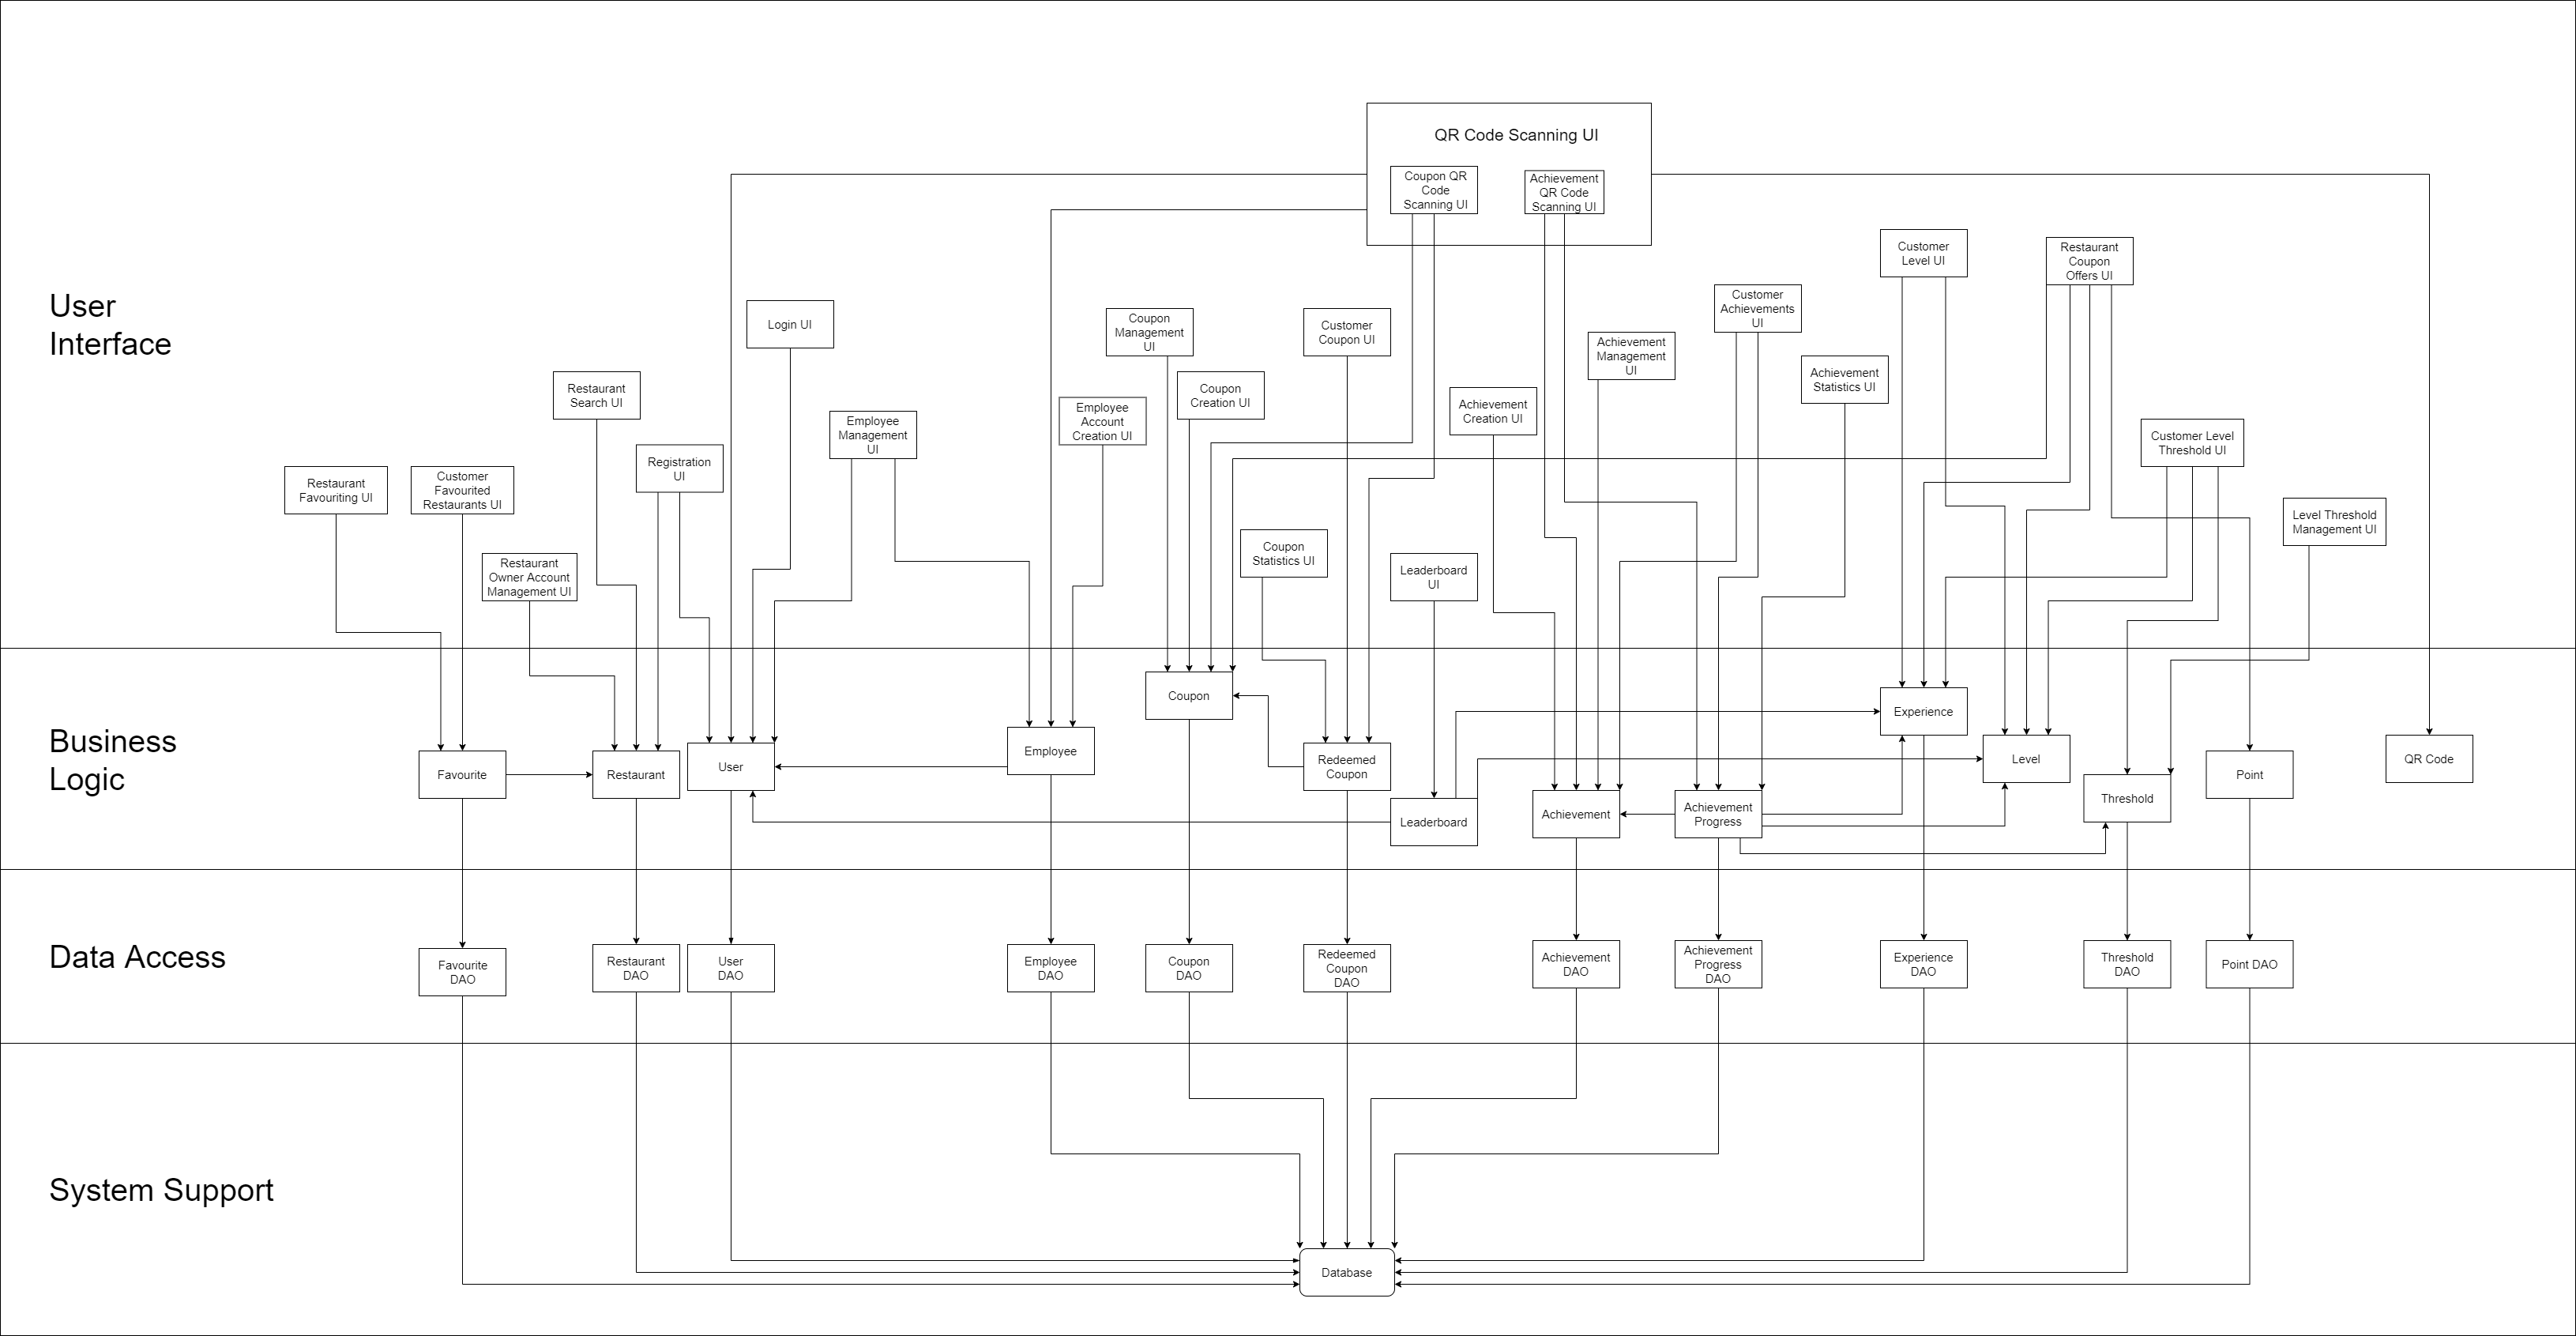 QR Code Scanning UI
Coupon QR
Code
Scanning UI
Achievement
QR Code
Scanning UI
User
Interface
Customer
Level UI
Restaurant
Coupon
Offers UI
Login UI
Coupon
Management
UI
Customer
Coupon UI
Customer
Achievements
UI
Achievement
Management
UI
Achievement
Statistics UI
Restaurant
Search UI
Coupon
Creation UI
Achievement
Creation UI
Employee
Account
Creation UI
Employee
Management
UI
Customer Level
Threshold UI
Registration
UI
Restaurant
Favouriting UI
Customer
Favourited
Restaurants UI
Level Threshold
Management UI
Coupon
Statistics UI
Restaurant
Owner Account
Management UI
Leaderboard
UI
Business
Logic
Favourite
Restaurant
User
Employee
Coupon
Redeemed
Coupon
Leaderboard
Achievement
Achievement
Progress
Experience
Level
Threshold
Point
QR Code
Data Access
Favourite
DAO
Restaurant
DAO
User
DAO
Employee
DAO
Coupon
DAO
Redeemed
Coupon
DAO
Achievement
DAO
Achievement
Progress
DAO
Experience
DAO
Threshold
DAO
Point DAO
System Support
Database